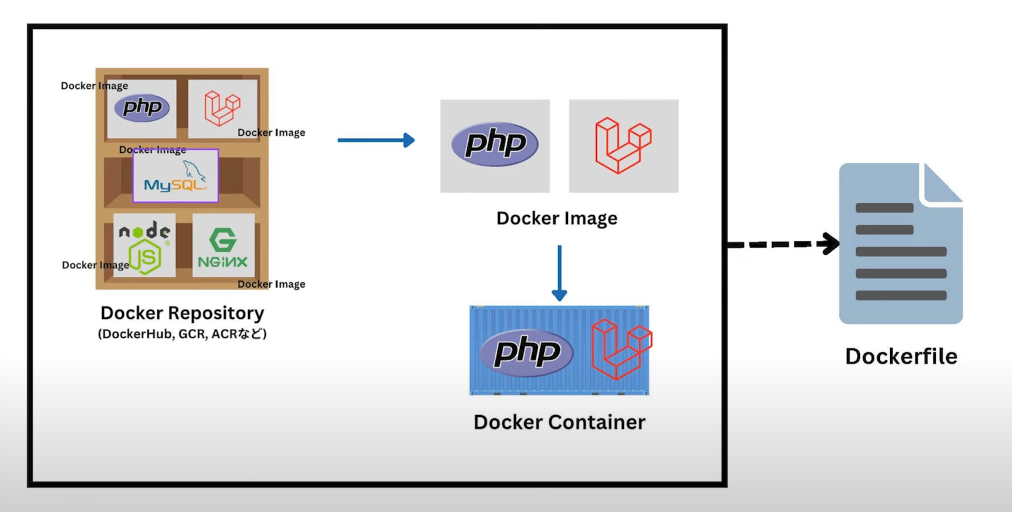 Docker Image
php
Docker Image
Docker Image
MySQL
node
JS
Docker Image
NGiNX
Docker Image
Docker Repository
(DockerHub, GCR, ACRなど)
php
Docker Image
php
Docker Container
Dockerfile